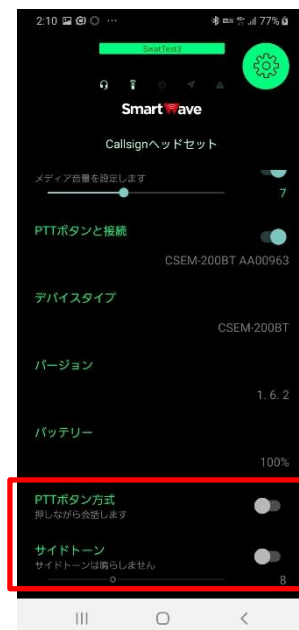 2:10
77%
SwatTest3
SmartWave
Callsignヘッドセット
メディア音量を設定します
7
PTTボタンと接続
CSEM-200BT AA00963
デバイスタイプ
CSEM-200BT
バージョン
1.6.2
バッテリー
100%
PTTボタン方式
押しながら会話します
サイドトーン
サイドトーンは鳴らしません
8